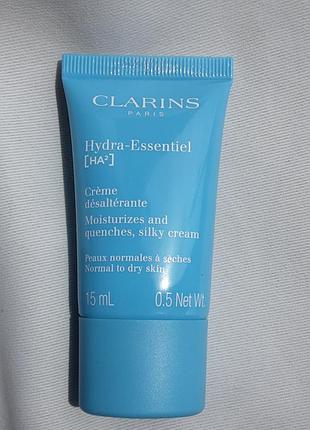 CLARINS
PARIS
Hydra-Essentiel
[HA²]
Crème
désaltérante
Moisturizes and
quenches, silky cream
Peaux normales à sèches
Normal to dry skin
15 mL 0.5 Net Wt.